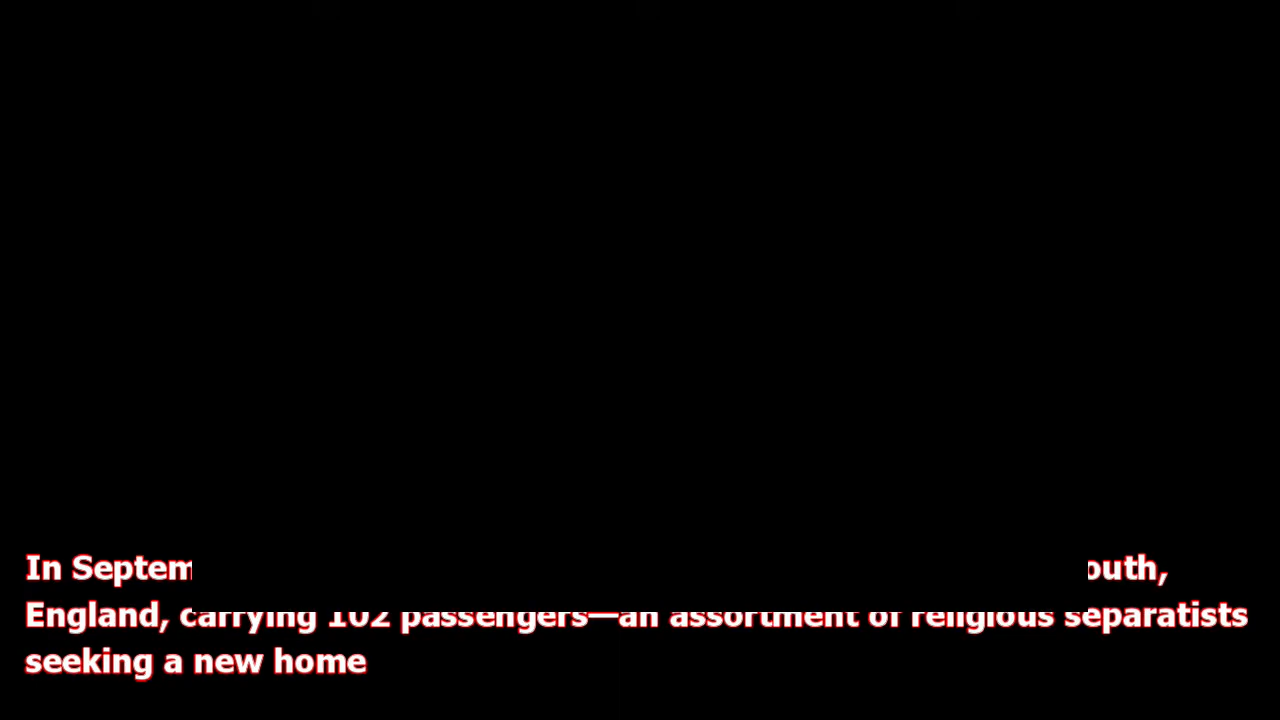 In Septem outh,
England, carrying 102 passengers—an assortment of religious separatists
seeking a new home